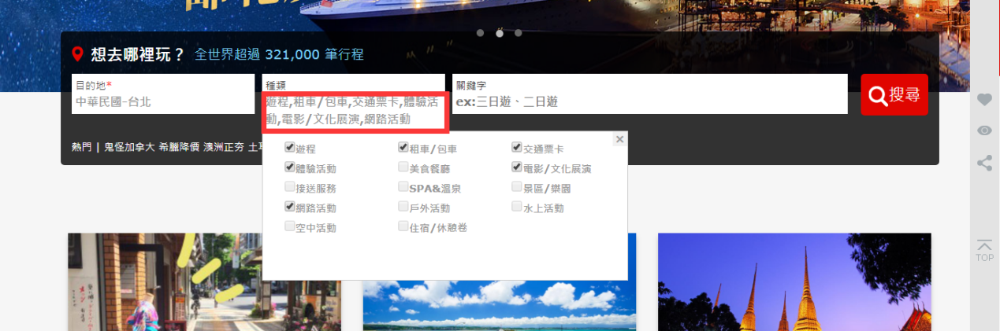 想去哪裡玩? 全世界超過 321,000 筆行程
目的地*
中華民國-台北
種類
遊程,租車/包車,交通票卡,體驗活
動,電影/文化展演,網路活動
關鍵字
ex:三日遊、二日遊
搜尋
熱門 | 鬼怪加拿大 希臘降價 澳洲正夯
遊程 租車/包車 交通票卡
體驗活動 美食餐廳 電影/文化展演
接送服務 SPA&溫泉 景區/樂園
網路活動 戶外活動 水上活動
空中活動 住宿/休憩卷
TOP